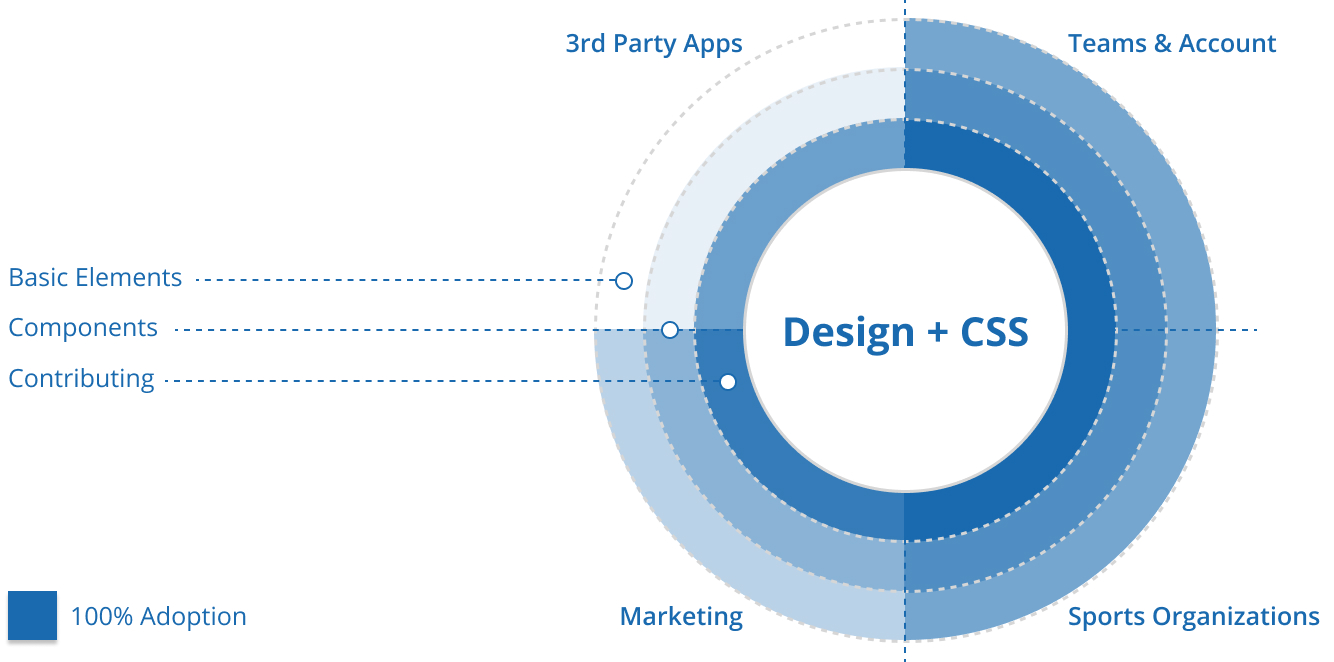 3rd Party Apps
Teams & Account
Basic Elements
Components
Contributing
Design + CSS
100% Adoption
Marketing
Sports Organizations